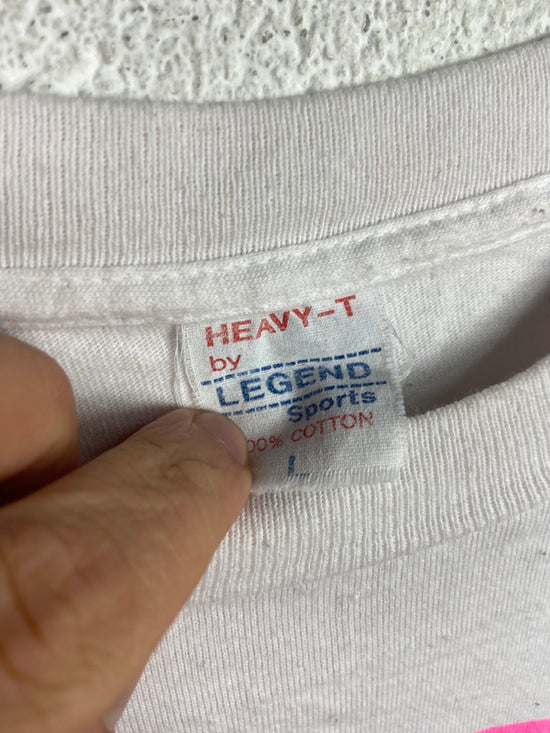 HEAVY-T
by
LEGEND
Sports
00% COTTON
L